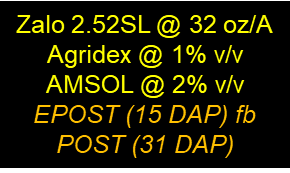 Zalo 2.52SL @ 32 oz/A
Agridex @ 1% v/v
AMSOL @ 2% v/v
EPOST (15 DAP) fb
POST (31 DAP)